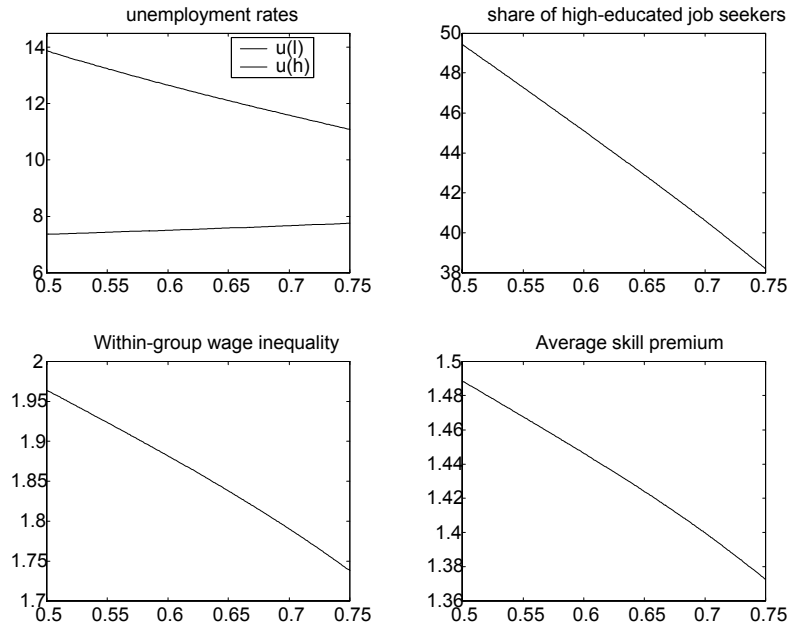 unemployment rates
14
12
10
8
6
u(l)
u(h)
0.5 0.55 0.6 0.65 0.7 0.75
share of high-educated job seekers
50
48
46
44
42
40
38
0.5 0.55 0.6 0.65 0.7 0.75
Within-group wage inequality
2
1.95
1.9
1.85
1.8
1.75
1.7
0.5 0.55 0.6 0.65 0.7 0.75
Average skill premium
1.5
1.48
1.46
1.44
1.42
1.4
1.38
1.36
0.5 0.55 0.6 0.65 0.7 0.75